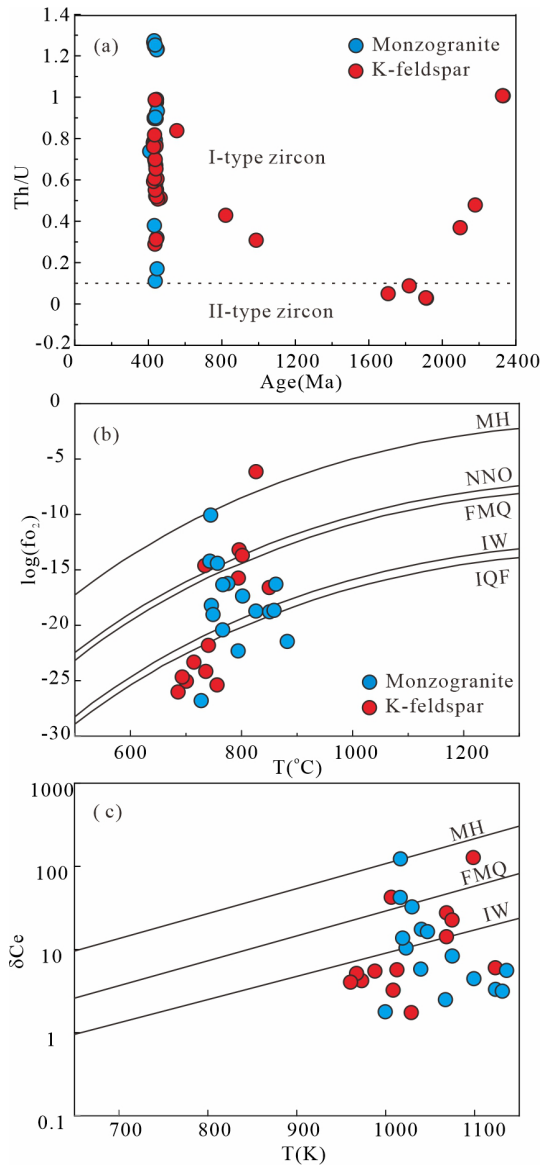 1.4
1.2
1
0.8
0.6
0.4
0.2
0
-0.2
Th/U
(a)
Monzogranite
K-feldspar
I-type zircon
II-type zircon
0 400 800 1200 1600 2000 2400
Age(Ma)
0
-5
-10
-15
-20
-25
-30
log(fo₂)
(b)
MH
NNO
FMQ
IW
IQF
Monzogranite
K-feldspar
600 800 1000 1200
T(°C)
1000
100
10
1
0.1
δCe
( c )
MH
FMQ
IW
700 800 900 1000 1100
T(K)